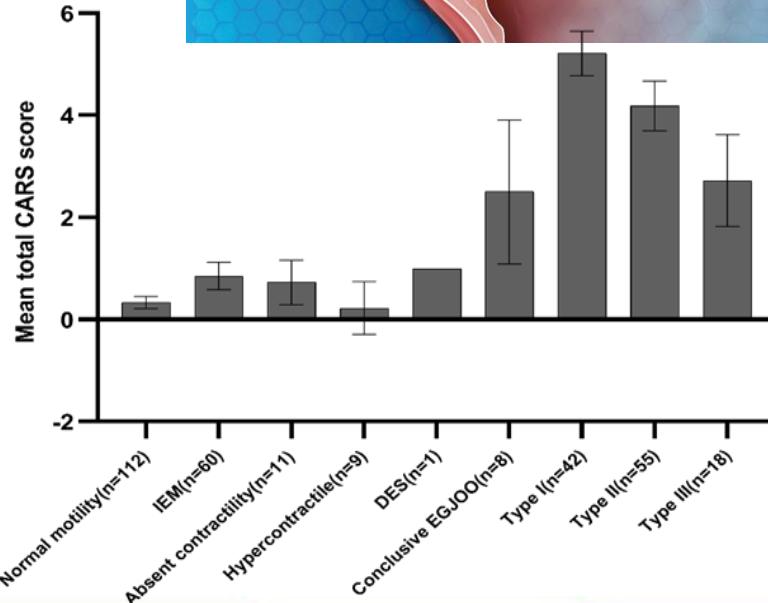 Mean total CARS score
6
4
2
0
-2
Normal motility(n=112)
IEM(n=60)
Absent contractility(n=11)
Hypercontractile(n=9)
DES(n=1)
Conclusive EGJOO(n=8)
Type I(n=42)
Type II(n=55)
Type III(n=18)